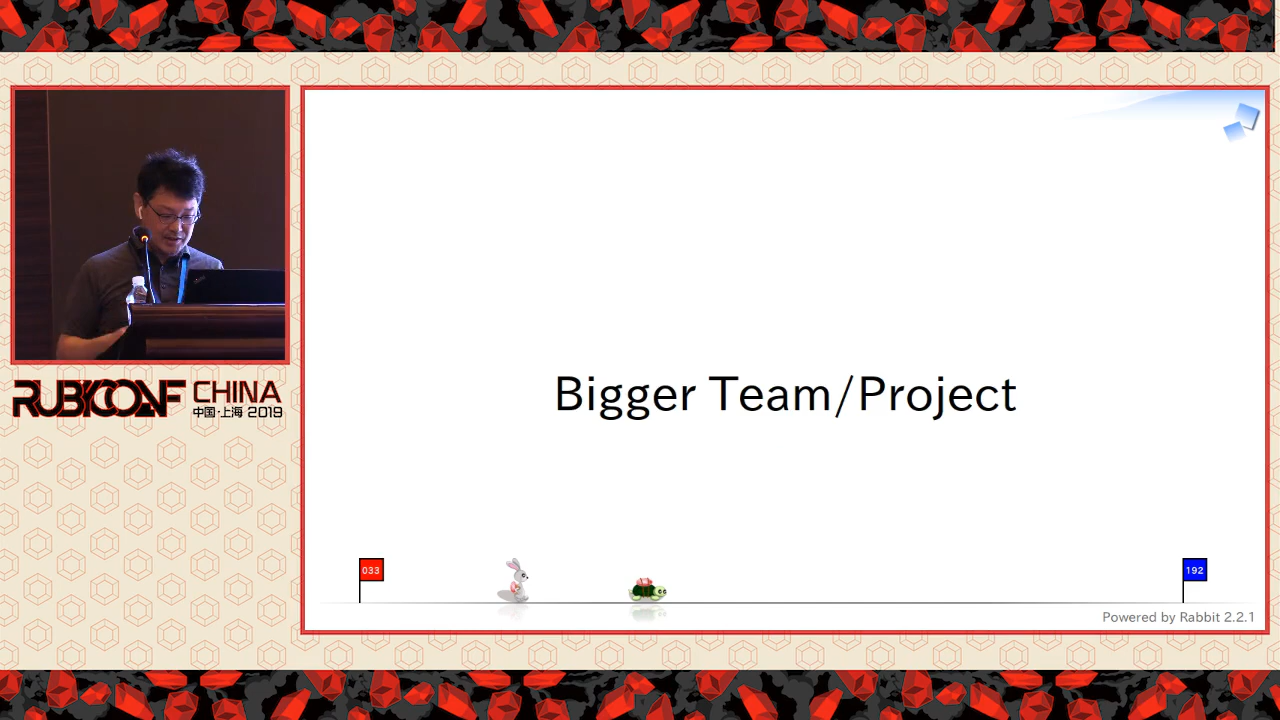 RUBYCONF CHINA
中国·上海 2019
Bigger Team/Project
033
192
Powered by Rabbit 2.2.1